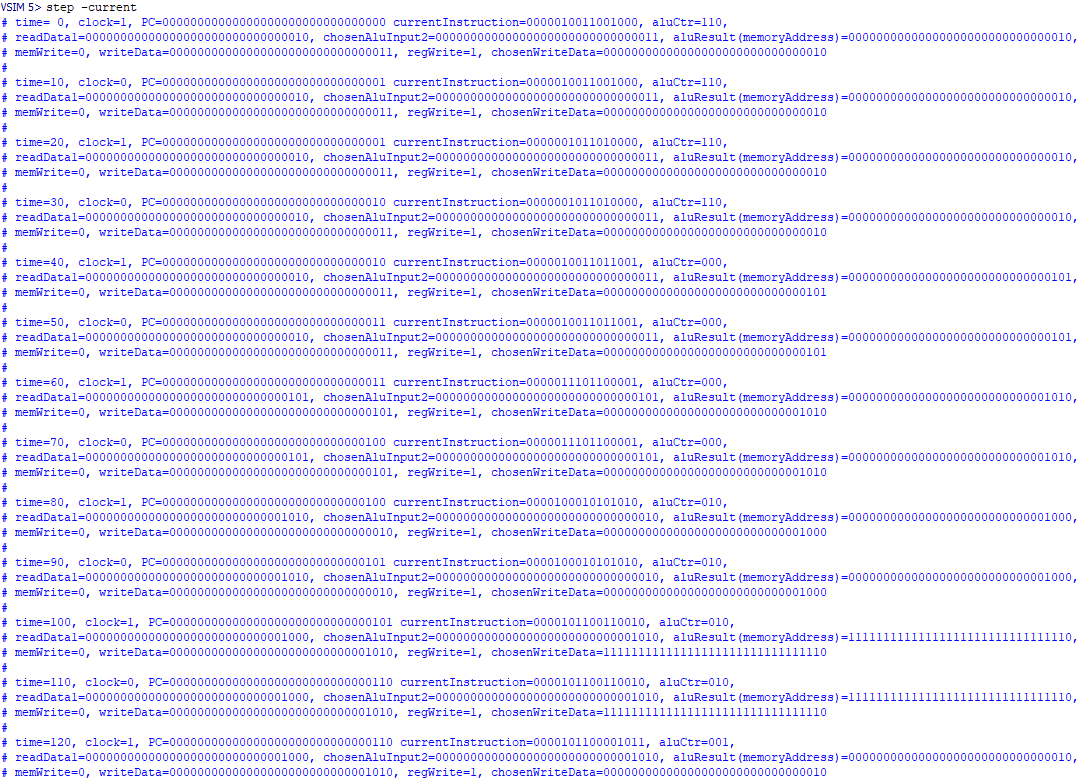 VSIM 5> step -current
# time= 0, clock=1, PC=00000000000000000000000000000000 currentInstruction=0000010011001000, aluCtr=110,
# readData1=00000000000000000000000000000010, chosenAluInput2=00000000000000000000000000000011, aluResult(memoryAddress)=00000000000000000000000000000010,
# memWrite=0, writeData=00000000000000000000000000000011, regWrite=1, chosenWriteData=00000000000000000000000000000010
#
# time=10, clock=0, PC=00000000000000000000000000000001 currentInstruction=0000010011001000, aluCtr=110,
# readData1=00000000000000000000000000000010, chosenAluInput2=00000000000000000000000000000011, aluResult(memoryAddress)=00000000000000000000000000000010,
# memWrite=0, writeData=00000000000000000000000000000011, regWrite=1, chosenWriteData=00000000000000000000000000000010
#
# time=20, clock=1, PC=00000000000000000000000000000001 currentInstruction=0000001011010000, aluCtr=110,
# readData1=00000000000000000000000000000010, chosenAluInput2=00000000000000000000000000000011, aluResult(memoryAddress)=00000000000000000000000000000010,
# memWrite=0, writeData=00000000000000000000000000000011, regWrite=1, chosenWriteData=00000000000000000000000000000010
#
# time=30, clock=0, PC=00000000000000000000000000000010 currentInstruction=0000001011010000, aluCtr=110,
# readData1=00000000000000000000000000000010, chosenAluInput2=00000000000000000000000000000011, aluResult(memoryAddress)=00000000000000000000000000000010,
# memWrite=0, writeData=00000000000000000000000000000011, regWrite=1, chosenWriteData=00000000000000000000000000000010
#
# time=40, clock=1, PC=00000000000000000000000000000010 currentInstruction=0000010011011001, aluCtr=000,
# readData1=00000000000000000000000000000010, chosenAluInput2=00000000000000000000000000000011, aluResult(memoryAddress)=00000000000000000000000000000101,
# memWrite=0, writeData=00000000000000000000000000000011, regWrite=1, chosenWriteData=00000000000000000000000000000101
#
# time=50, clock=0, PC=00000000000000000000000000000011 currentInstruction=0000010011011001, aluCtr=000,
# readData1=00000000000000000000000000000010, chosenAluInput2=00000000000000000000000000000011, aluResult(memoryAddress)=00000000000000000000000000000101,
# memWrite=0, writeData=00000000000000000000000000000011, regWrite=1, chosenWriteData=00000000000000000000000000000101
#
# time=60, clock=1, PC=00000000000000000000000000000011 currentInstruction=0000011101100001, aluCtr=000,
# readData1=00000000000000000000000000000101, chosenAluInput2=00000000000000000000000000000101, aluResult(memoryAddress)=00000000000000000000000000001010,
# memWrite=0, writeData=00000000000000000000000000000101, regWrite=1, chosenWriteData=00000000000000000000000000001010
#
# time=70, clock=0, PC=00000000000000000000000000000100 currentInstruction=0000011101100001, aluCtr=000,
# readData1=00000000000000000000000000000101, chosenAluInput2=00000000000000000000000000000101, aluResult(memoryAddress)=00000000000000000000000000001010,
# memWrite=0, writeData=00000000000000000000000000000101, regWrite=1, chosenWriteData=00000000000000000000000000001010
#
# time=80, clock=1, PC=00000000000000000000000000000100 currentInstruction=0000100010101010, aluCtr=010,
# readData1=00000000000000000000000000001010, chosenAluInput2=00000000000000000000000000000010, aluResult(memoryAddress)=00000000000000000000000000001000,
# memWrite=0, writeData=00000000000000000000000000000010, regWrite=1, chosenWriteData=00000000000000000000000000001000
#
# time=90, clock=0, PC=00000000000000000000000000000101 currentInstruction=0000100010101010, aluCtr=010,
# readData1=00000000000000000000000000001010, chosenAluInput2=00000000000000000000000000000010, aluResult(memoryAddress)=00000000000000000000000000001000,
# memWrite=0, writeData=00000000000000000000000000000010, regWrite=1, chosenWriteData=00000000000000000000000000001000
#
# time=100, clock=1, PC=00000000000000000000000000000101 currentInstruction=0000101100110010, aluCtr=010,
# readData1=00000000000000000000000000001000, chosenAluInput2=00000000000000000000000000001010, aluResult(memoryAddress)=11111111111111111111111111111110,
# memWrite=0, writeData=00000000000000000000000000001010, regWrite=1, chosenWriteData=11111111111111111111111111111110
#
# time=110, clock=0, PC=00000000000000000000000000000110 currentInstruction=0000101100110010, aluCtr=010,
# readData1=00000000000000000000000000001000, chosenAluInput2=00000000000000000000000000001010, aluResult(memoryAddress)=11111111111111111111111111111110,
# memWrite=0, writeData=00000000000000000000000000001010, regWrite=1, chosenWriteData=11111111111111111111111111111110
#
# time=120, clock=1, PC=00000000000000000000000000000110 currentInstruction=0000101100001011, aluCtr=001,
# readData1=00000000000000000000000000001000, chosenAluInput2=00000000000000000000000000001010, aluResult(memoryAddress)=00000000000000000000000000000010,
# memWrite=0, writeData=00000000000000000000000000001010, regWrite=1, chosenWriteData=00000000000000000000000000000010